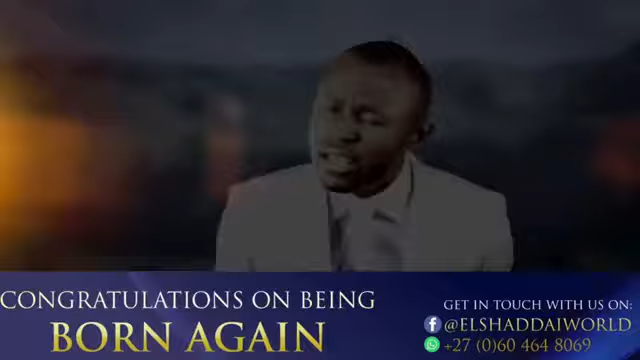 CONGRATULATIONS ON BEING
BORN AGAIN
GET IN TOUCH WITH US ON:
@ELSHADDAIWORLD
+27 (0)60 464 8069